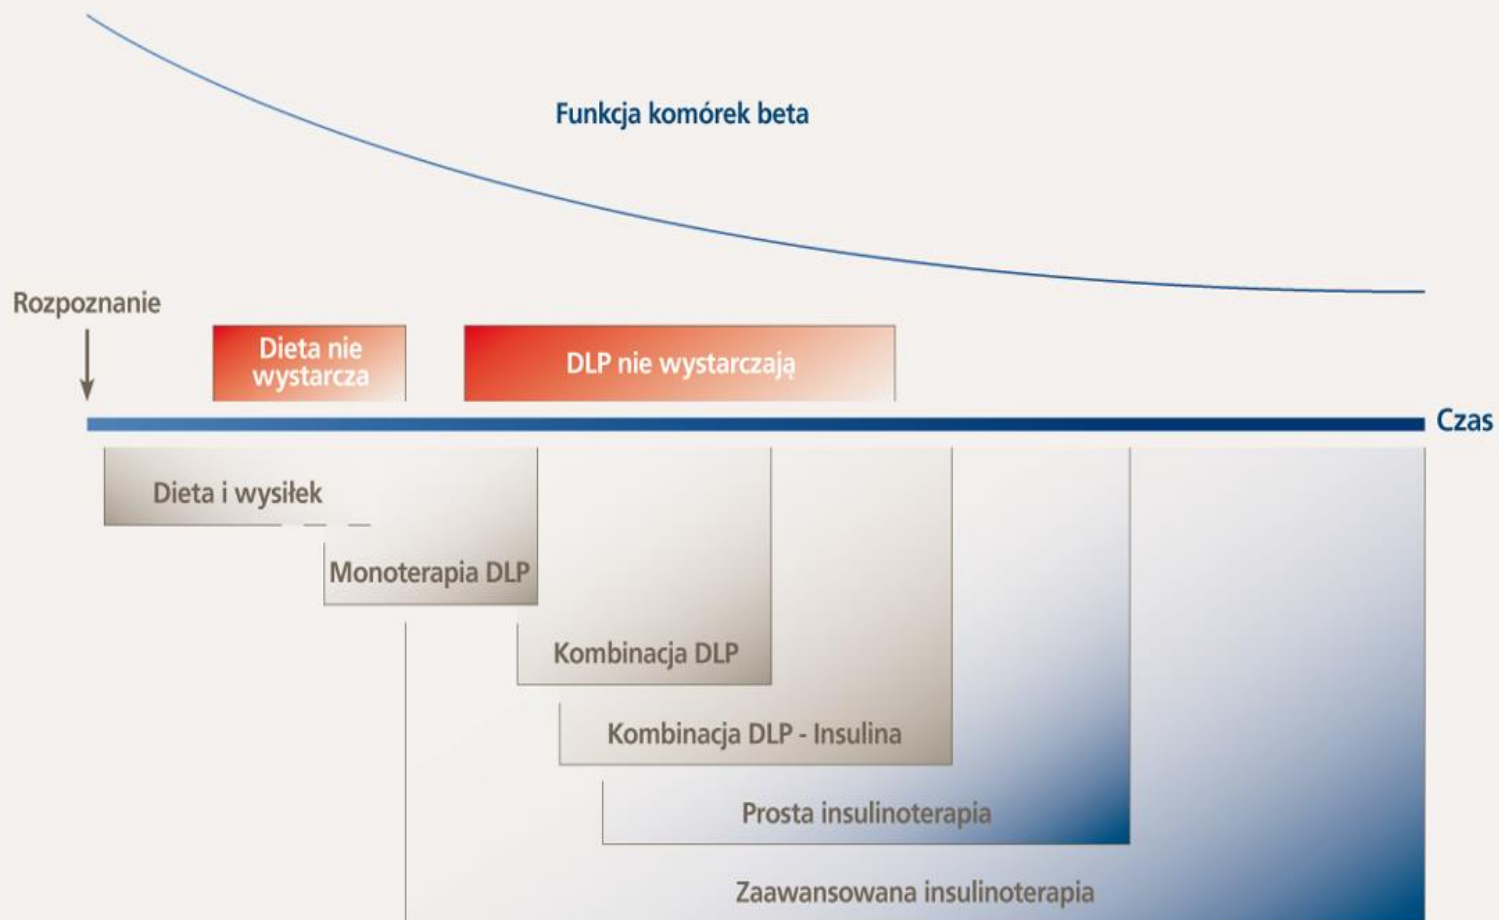 Funkcja komórek beta
Rozpoznanie
Dieta nie
wystarcza
DLP nie wystarczają
Czas
Dieta i wysiłek
Monoterapia DLP
Kombinacja DLP
Kombinacja DLP - Insulina
Prosta insulinoterapia
Zaawansowana insulinoterapia